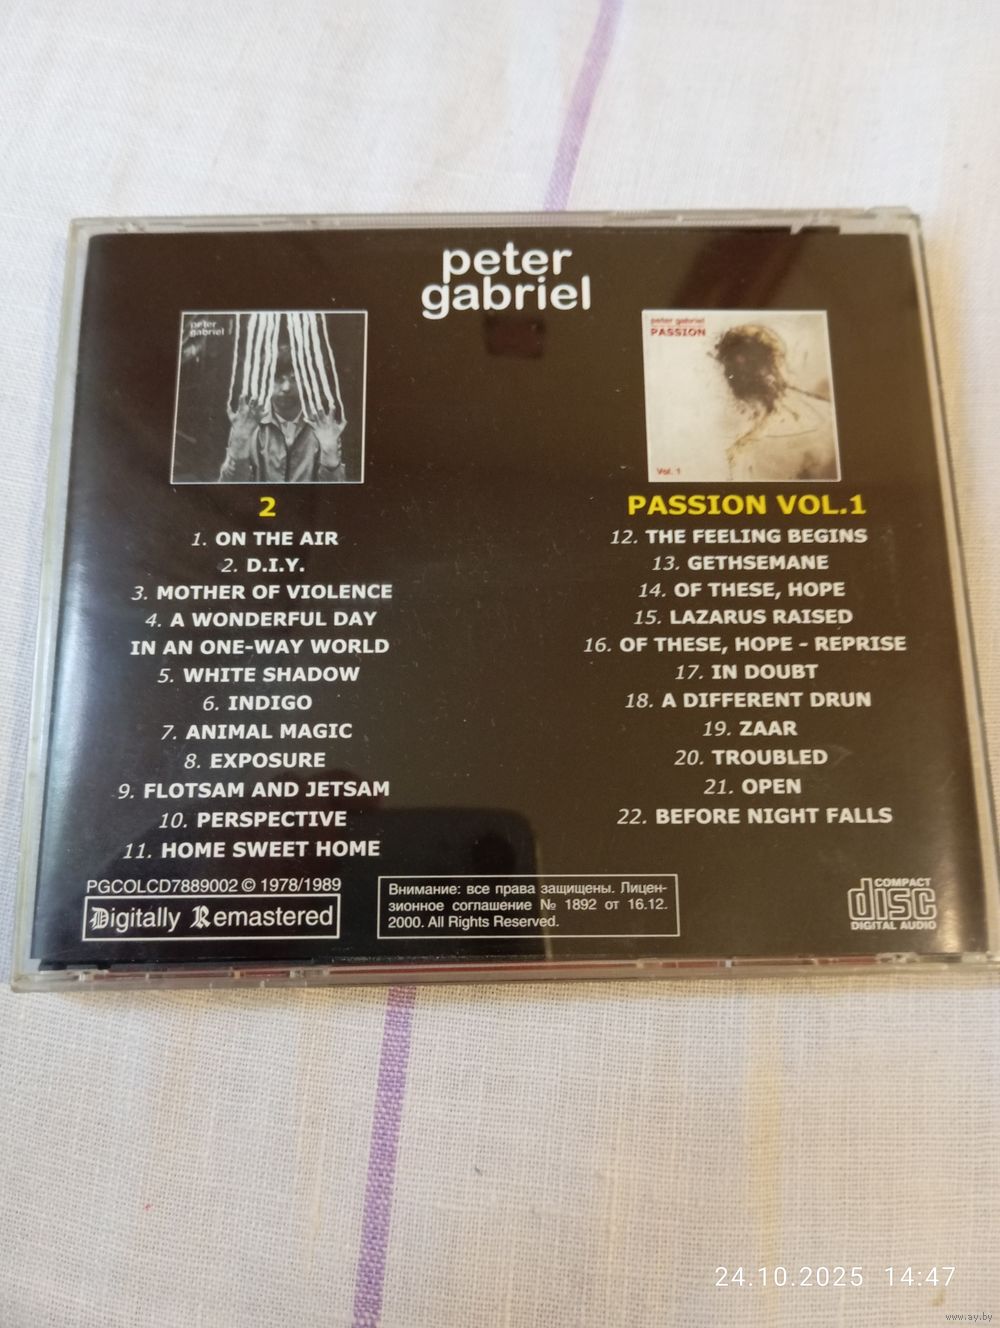 peter
gabriel
peter
gabriel
2
1. ON THE AIR
2. D.I.Y.
3. MOTHER OF VIOLENCE
4. A WONDERFUL DAY
IN AN ONE-WAY WORLD
5. WHITE SHADOW
6. INDIGO
7. ANIMAL MAGIC
8. EXPOSURE
9. FLOTSAM AND JETSAM
10. PERSPECTIVE
11. HOME SWEET HOME
peter gabriel
PASSION
Vol. 1
PASSION VOL.1
12. THE FEELING BEGINS
13. GETHSEMANE
14. OF THESE, HOPE
15. LAZARUS RAISED
16. OF THESE, HOPE - REPRISE
17. IN DOUBT
18. A DIFFERENT DRUN
19. ZAAR
20. TROUBLED
21. OPEN
22. BEFORE NIGHT FALLS
PGCOLCD7889002 © 1978/1989
Digitally Remastered
Внимание: все права защищены. Лицен-
зионное соглашение № 1892 от 16.12.
2000. All Rights Reserved.
COMPACT
disc
DIGITAL AUDIO
24.10.2025 14:47
www.ay.by